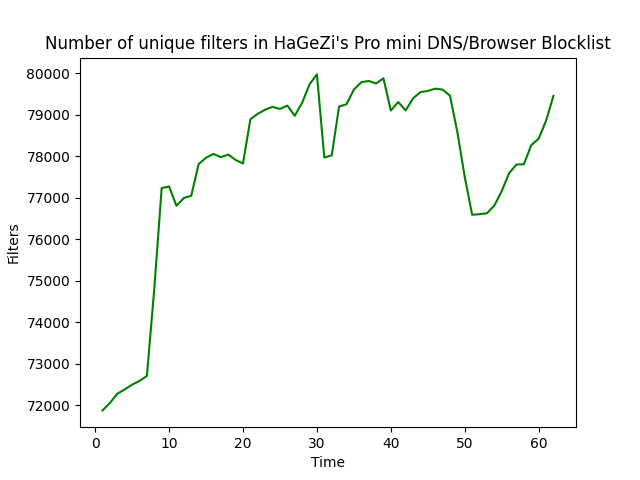 Number of unique filters in HaGeZi's Pro mini DNS/Browser Blocklist
80000
79000
78000
77000
76000
75000
74000
73000
72000
Filters
0 10 20 30 40 50 60
Time